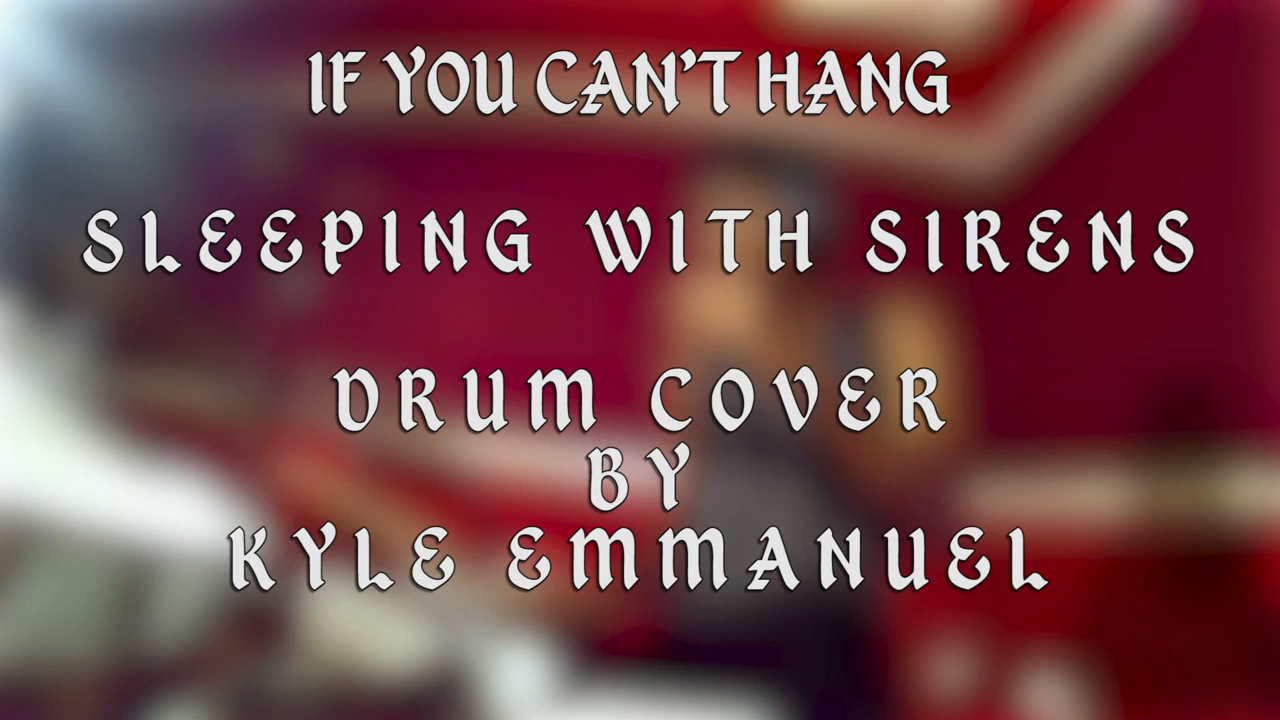 IF YOU CAN'T HANG
SLEEPING WITH SIRENS
DRUM COVER
BY
KYLE EMMANUEL